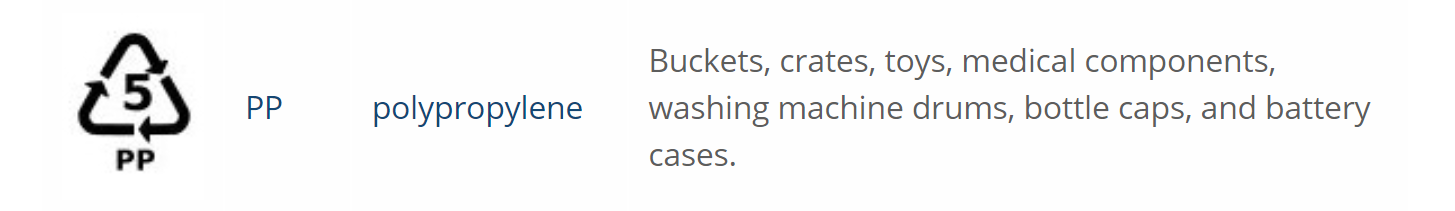 5
PP
PP
polypropylene
Buckets, crates, toys, medical components,
washing machine drums, bottle caps, and battery
cases.